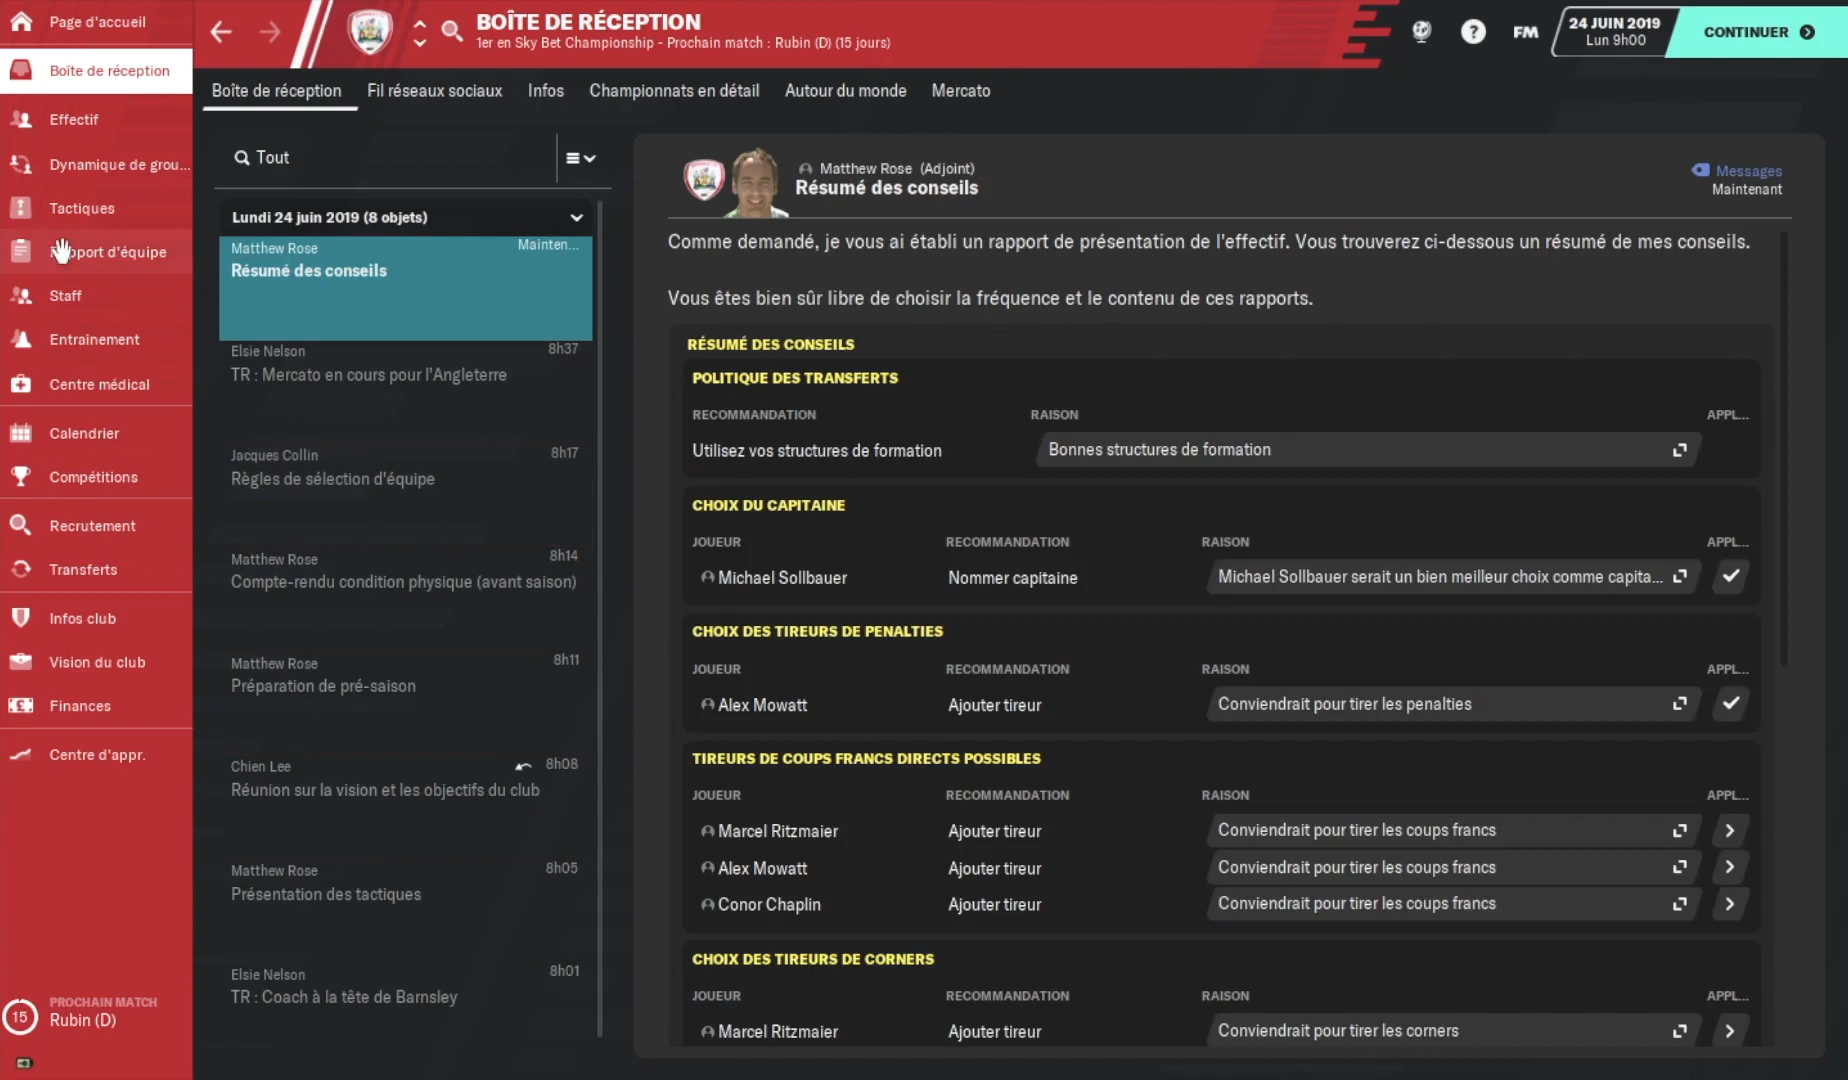 Page d'accueil
Boîte de réception
Effectif
Dynamique de grou...
Tactiques
pport d'équipe
Staff
Entraînement
Centre médical
Calendrier
Compétitions
Recrutement
Transferts
Infos club
Vision du club
Finances
Centre d'appr.
15
PROCHAIN MATCH
Rubin (D)
BOÎTE DE RÉCEPTION
1er en Sky Bet Championship - Prochain match : Rubin (D) (15 jours)
?
FM
24 JUIN 2019
Lun 9h00
CONTINUER
Boîte de réception
Fil réseaux sociaux
Infos
Championnats en détail
Autour du monde
Mercato
Tout
Lundi 24 juin 2019 (8 objets)
Matthew Rose
Mainten...
Résumé des conseils
Elsie Nelson
8h37
TR : Mercato en cours pour l'Angleterre
Jacques Collin
8h17
Règles de sélection d'équipe
Matthew Rose
8h14
Compte-rendu condition physique (avant saison)
Matthew Rose
8h11
Préparation de pré-saison
Chien Lee
8h08
Réunion sur la vision et les objectifs du club
Matthew Rose
8h05
Présentation des tactiques
Elsie Nelson
8h01
TR : Coach à la tête de Barnsley
Matthew Rose (Adjoint)
Résumé des conseils
Messages
Maintenant
Comme demandé, je vous ai établi un rapport de présentation de l'effectif. Vous trouverez ci-dessous un résumé de mes conseils.
Vous êtes bien sûr libre de choisir la fréquence et le contenu de ces rapports.
RÉSUMÉ DES CONSEILS
POLITIQUE DES TRANSFERTS
RECOMMANDATION RAISON APPL...
Utilisez vos structures de formation Bonnes structures de formation
CHOIX DU CAPITAINE
JOUEUR RECOMMANDATION RAISON APPL...
Michael Sollbauer Nommer capitaine Michael Sollbauer serait un bien meilleur choix comme capita...
CHOIX DES TIREURS DE PENALTIES
JOUEUR RECOMMANDATION RAISON APPL...
Alex Mowatt Ajouter tireur Conviendrait pour tirer les penalties
TIREURS DE COUPS FRANCS DIRECTS POSSIBLES
JOUEUR RECOMMANDATION RAISON APPL...
Marcel Ritzmaier Ajouter tireur Conviendrait pour tirer les coups francs
Alex Mowatt Ajouter tireur Conviendrait pour tirer les coups francs
Conor Chaplin Ajouter tireur Conviendrait pour tirer les coups francs
CHOIX DES TIREURS DE CORNERS
JOUEUR RECOMMANDATION RAISON APPL...
Marcel Ritzmaier Ajouter tireur Conviendrait pour tirer les corners